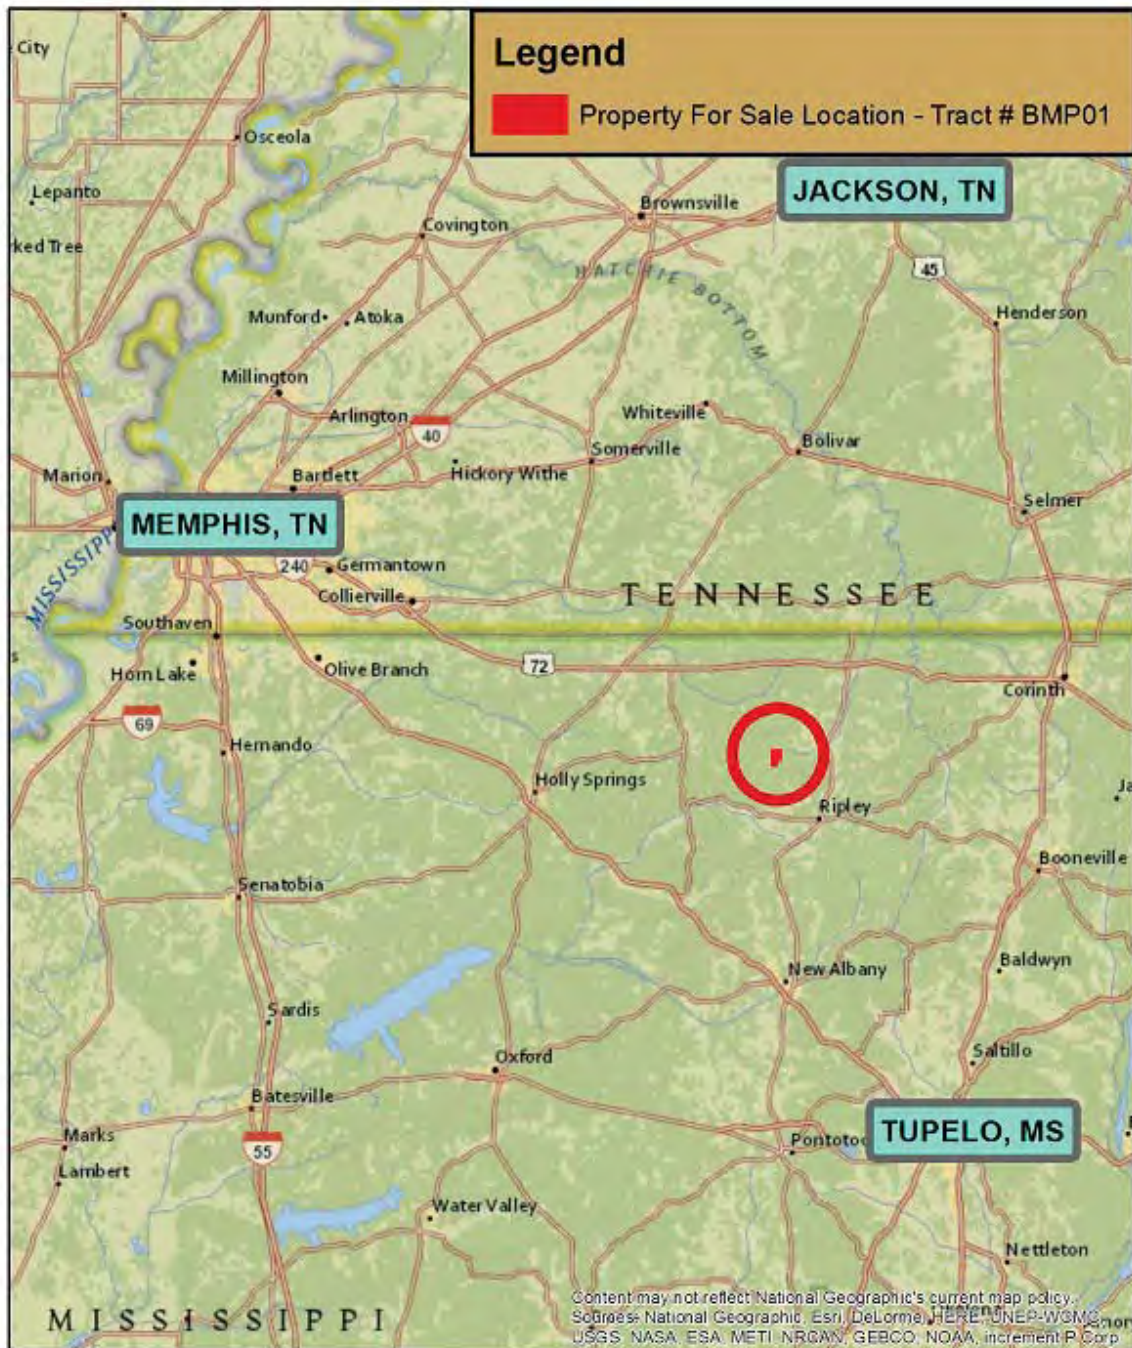 Legend
Property For Sale Location - Tract # BMP01
City
Osceola
JACKSON, TN
Lepanto
Brownsville
Covington
rked Tree
HATCHIE BOTTOM
45
Munford
Atoka
Henderson
Millington
Arlington
40
Whiteville
Bolivar
Somerville
Marion
Bartlett
Hickory Withe
Selmer
MEMPHIS, TN
MISSISSIPP
240
Germantown
Collierville
TENNESSEE
Southaven
s
Horn Lake
Olive Branch
72
Corinth
69
Hernando
Holly Springs
Ja
Ripley
Booneville
Senatobia
New Albany
Baldwyn
Sardis
Saltillo
Oxford
Batesville
Marks
55
Pontotoc
TUPELO, MS
Lambert
Water Valley
Nettleton
MISSISSIPPI
Content may not reflect National Geographic's current map policy.
Sources: National Geographic, Esri, DeLorme, HERE, UNEP-WCMC,
USGS, NASA, ESA, METI, NRCAN, GEBCO, NOAA, increment P Corp.